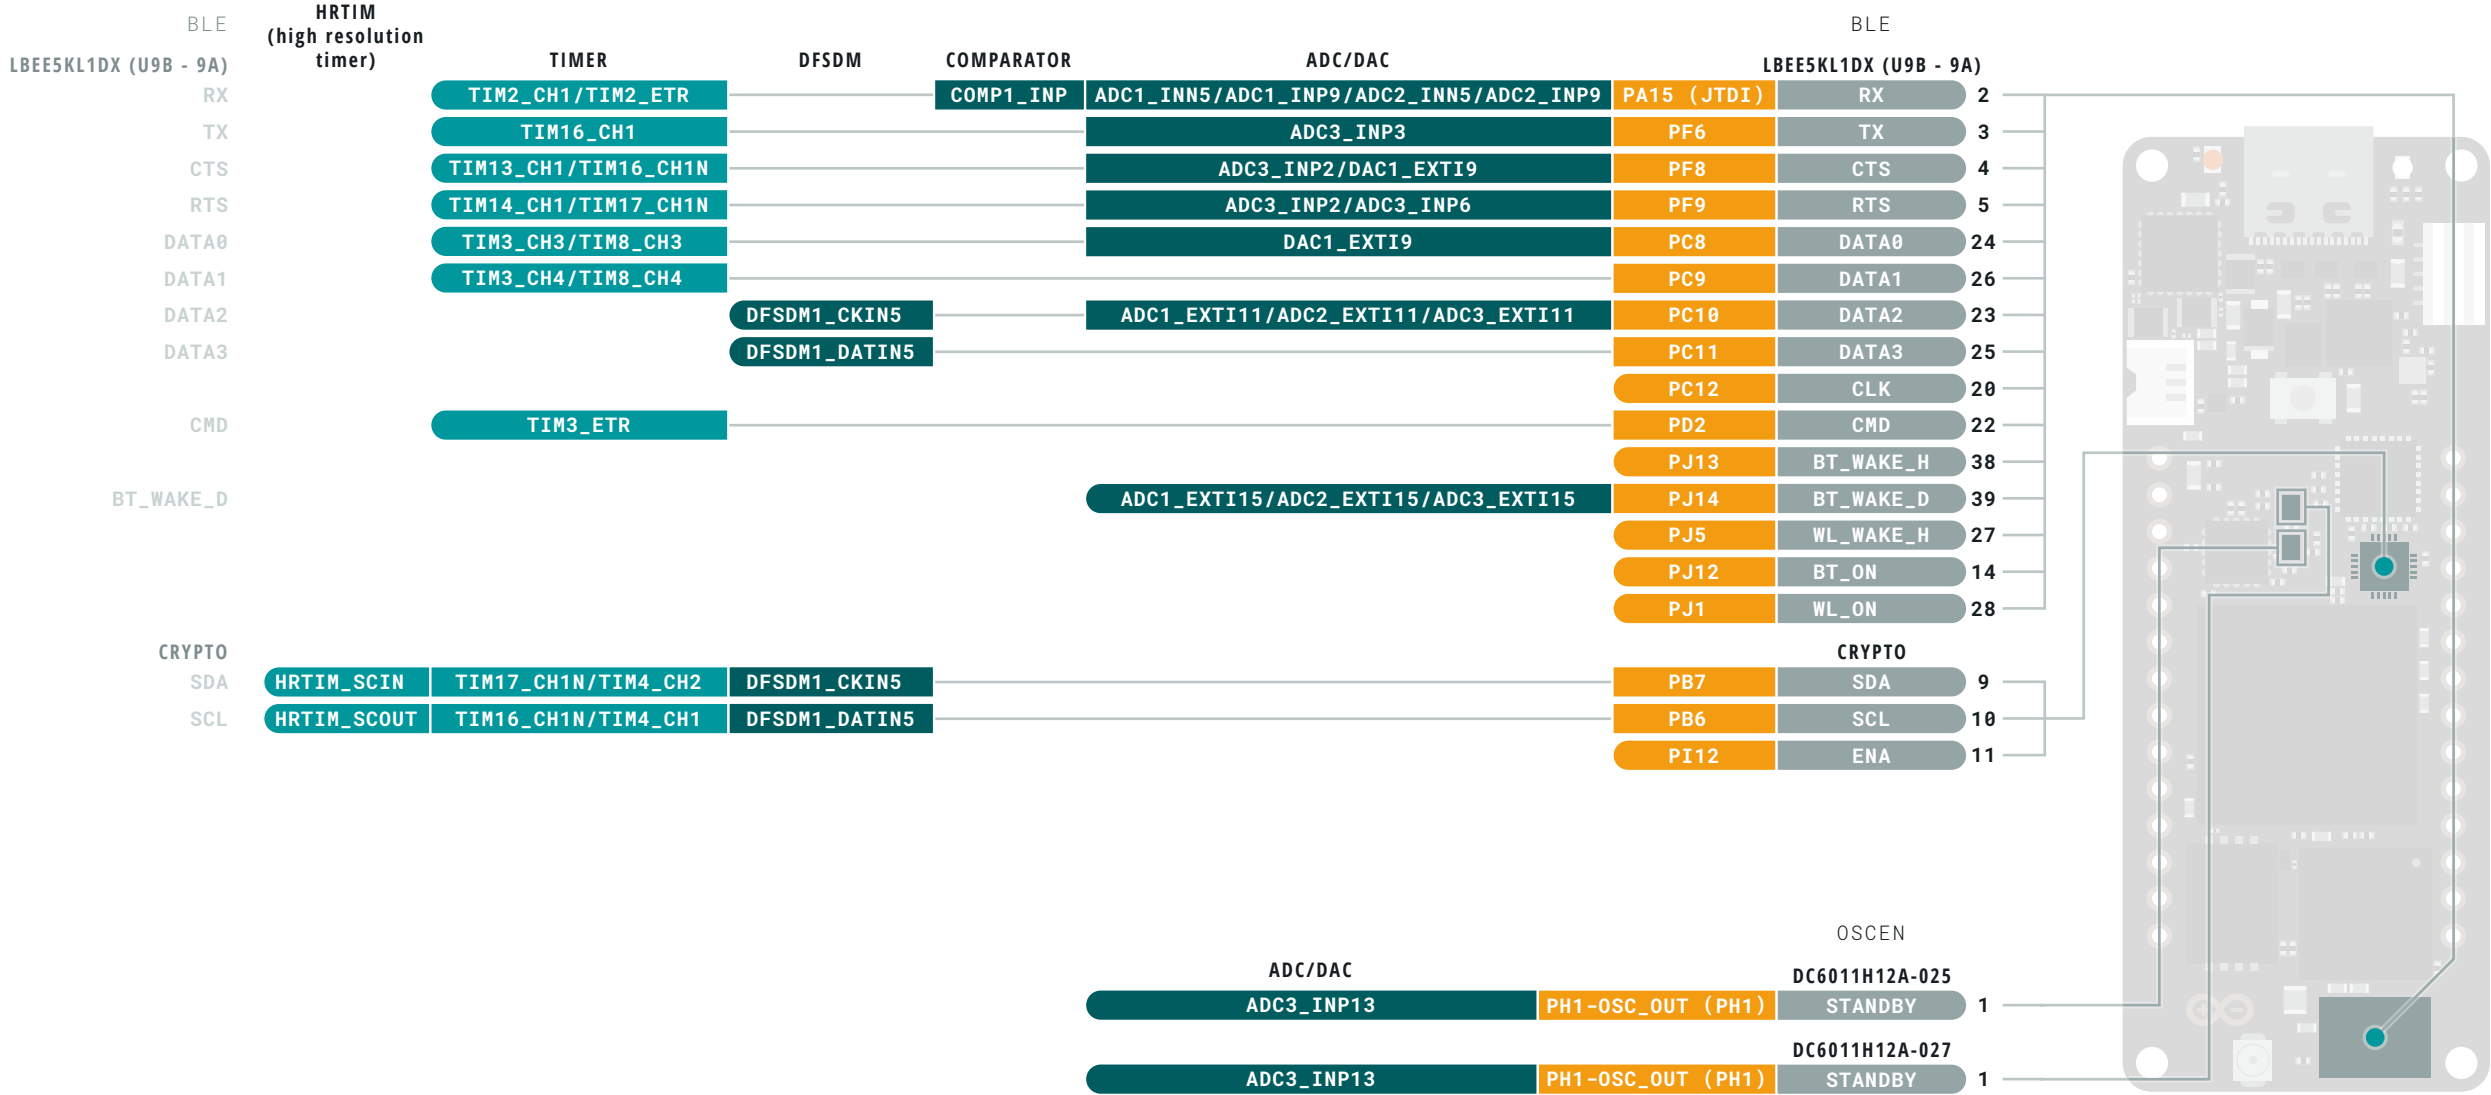 BLE HRTIM (high resolution timer) BLE
LBEE5KL1DX (U9B - 9A) TIMER DFSDM COMPARATOR ADC/DAC LBEE5KL1DX (U9B - 9A)
RX TIM2_CH1/TIM2_ETR COMP1_INP ADC1_INN5/ADC1_INP9/ADC2_INN5/ADC2_INP9 PA15 (JTDI) RX 2
TX TIM16_CH1 ADC3_INP3 PF6 TX 3
CTS TIM13_CH1/TIM16_CH1N ADC3_INP2/DAC1_EXTI9 PF8 CTS 4
RTS TIM14_CH1/TIM17_CH1N ADC3_INP2/ADC3_INP6 PF9 RTS 5
DATA0 TIM3_CH3/TIM8_CH3 DAC1_EXTI9 PC8 DATA0 24
DATA1 TIM3_CH4/TIM8_CH4 PC9 DATA1 26
DATA2 DFSDM1_CKIN5 ADC1_EXTI11/ADC2_EXTI11/ADC3_EXTI11 PC10 DATA2 23
DATA3 DFSDM1_DATIN5 PC11 DATA3 25
PC12 CLK 20
CMD TIM3_ETR PD2 CMD 22
PJ13 BT_WAKE_H 38
BT_WAKE_D ADC1_EXTI15/ADC2_EXTI15/ADC3_EXTI15 PJ14 BT_WAKE_D 39
PJ5 WL_WAKE_H 27
PJ12 BT_ON 14
PJ1 WL_ON 28
CRYPTO CRYPTO
SDA HRTIM_SCIN TIM17_CH1N/TIM4_CH2 DFSDM1_CKIN5 PB7 SDA 9
SCL HRTIM_SCOUT TIM16_CH1N/TIM4_CH1 DFSDM1_DATIN5 PB6 SCL 10
PI12 ENA 11
OSCEN
ADC/DAC DC6011H12A-025
ADC3_INP13 PH1-OSC_OUT (PH1) STANDBY 1
DC6011H12A-027
ADC3_INP13 PH1-OSC_OUT (PH1) STANDBY 1